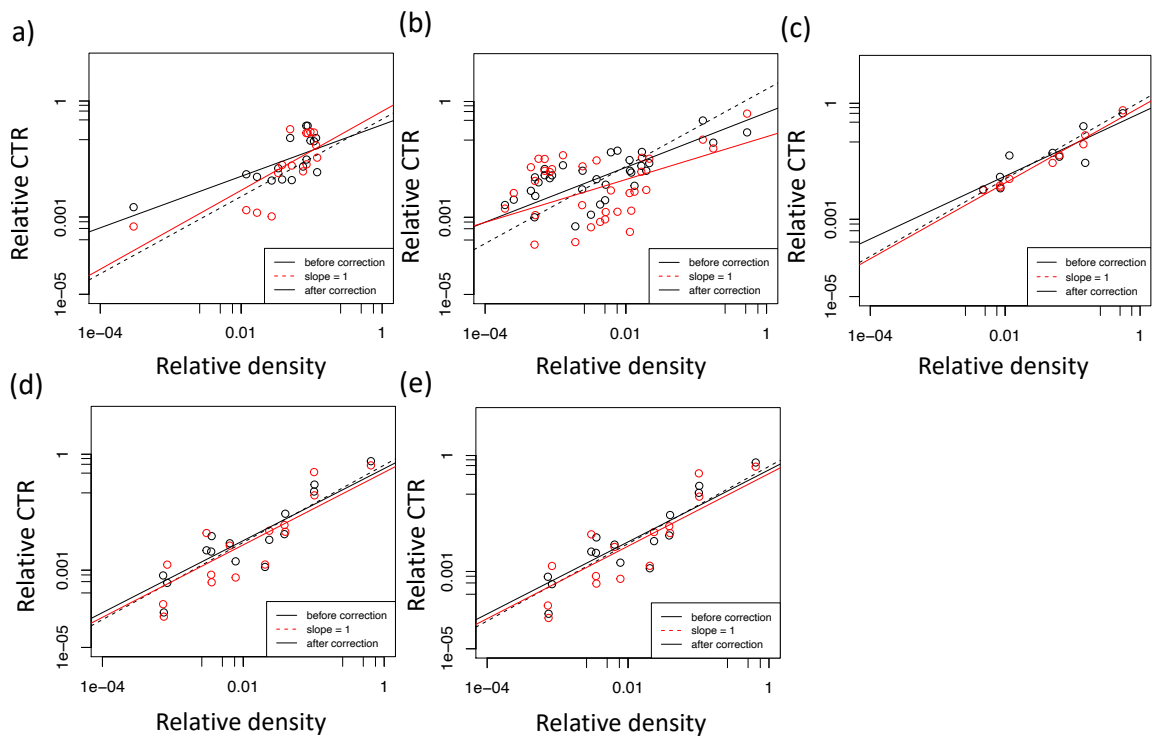 a)
Relative CTR
1
0.001
1e-05
before correction
slope = 1
after correction
1e-04
0.01
1
Relative density
(b)
Relative CTR
1
0.001
1e-05
before correction
slope = 1
after correction
1e-04
0.01
1
Relative density
(c)
Relative CTR
1
0.001
1e-05
before correction
slope = 1
after correction
1e-04
0.01
1
Relative density
(d)
Relative CTR
1
0.001
1e-05
before correction
slope = 1
after correction
1e-04
0.01
1
Relative density
(e)
Relative CTR
1
0.001
1e-05
before correction
slope = 1
after correction
1e-04
0.01
1
Relative density